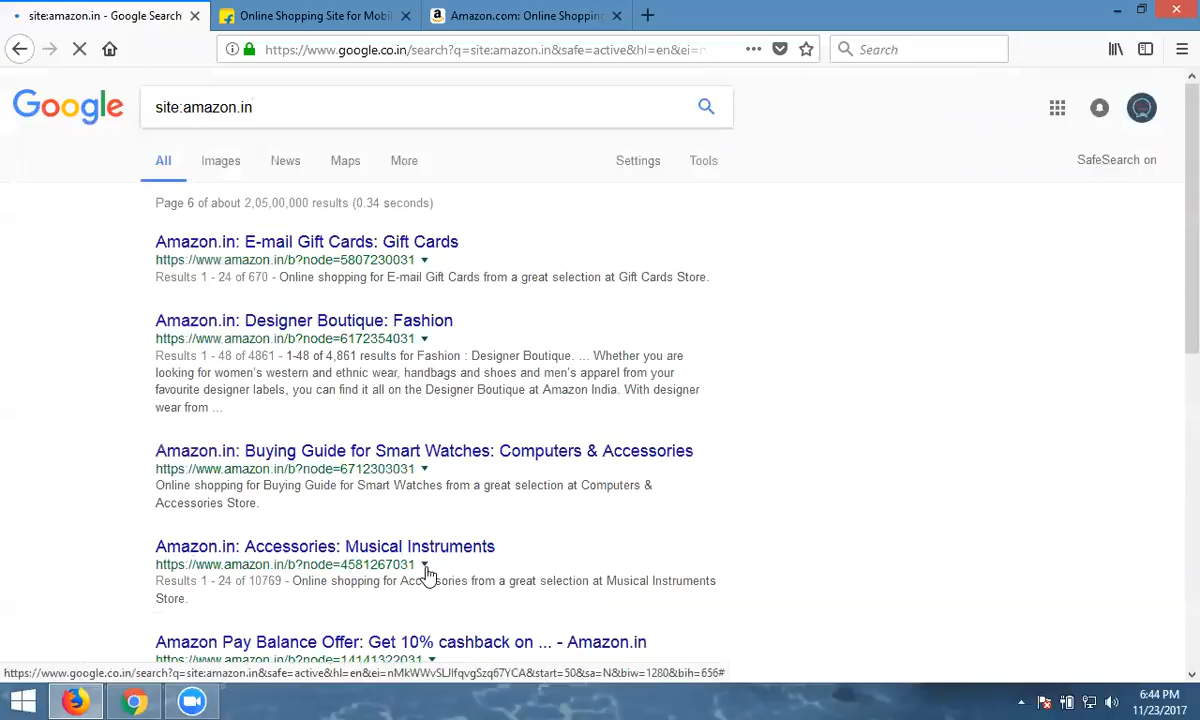 site:amazon.in - Google Search
Online Shopping Site for Mobil
Amazon.com: Online Shopping
https://www.google.co.in/search?q=site:amazon.in&safe=active&hl=en&ei=n
Search
Google
site:amazon.in
All Images News Maps More Settings Tools SafeSearch on
Page 6 of about 2,05,00,000 results (0.34 seconds)
Amazon.in: E-mail Gift Cards: Gift Cards
https://www.amazon.in/b?node=5807230031
Results 1 - 24 of 670 - Online shopping for E-mail Gift Cards from a great selection at Gift Cards Store.
Amazon.in: Designer Boutique: Fashion
https://www.amazon.in/b?node=6172354031
Results 1 - 48 of 4861 - 1-48 of 4,861 results for Fashion : Designer Boutique. ... Whether you are
looking for women's western and ethnic wear, handbags and shoes and men's apparel from your
favourite designer labels, you can find it all on the Designer Boutique at Amazon India. With designer
wear from ...
Amazon.in: Buying Guide for Smart Watches: Computers & Accessories
https://www.amazon.in/b?node=6712303031
Online shopping for Buying Guide for Smart Watches from a great selection at Computers &
Accessories Store.
Amazon.in: Accessories: Musical Instruments
https://www.amazon.in/b?node=4581267031
Results 1 - 24 of 10769 - Online shopping for Accessories from a great selection at Musical Instruments
Store.
Amazon Pay Balance Offer: Get 10% cashback on ... - Amazon.in
https://www.amazon.in/b?node=14141322031
https://www.google.co.in/search?q=site:amazon.in&safe=active&hl=en&ei=nMkWWvSLJIfqvgSzq67YCA&start=50&sa=N&biw=1280&bih=656#
6:44 PM
11/23/2017